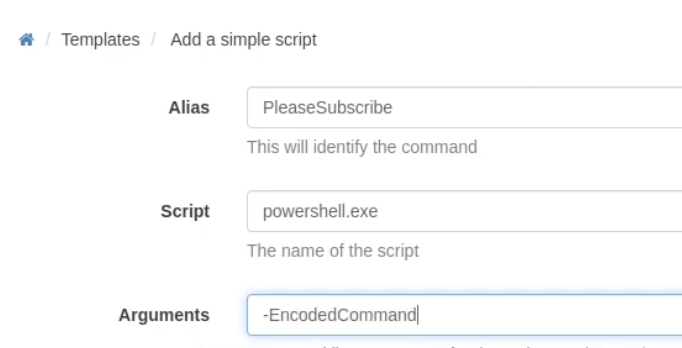 / Templates / Add a simple script
Alias PleaseSubscribe
This will identify the command
Script powershell.exe
The name of the script
Arguments -EncodedCommand